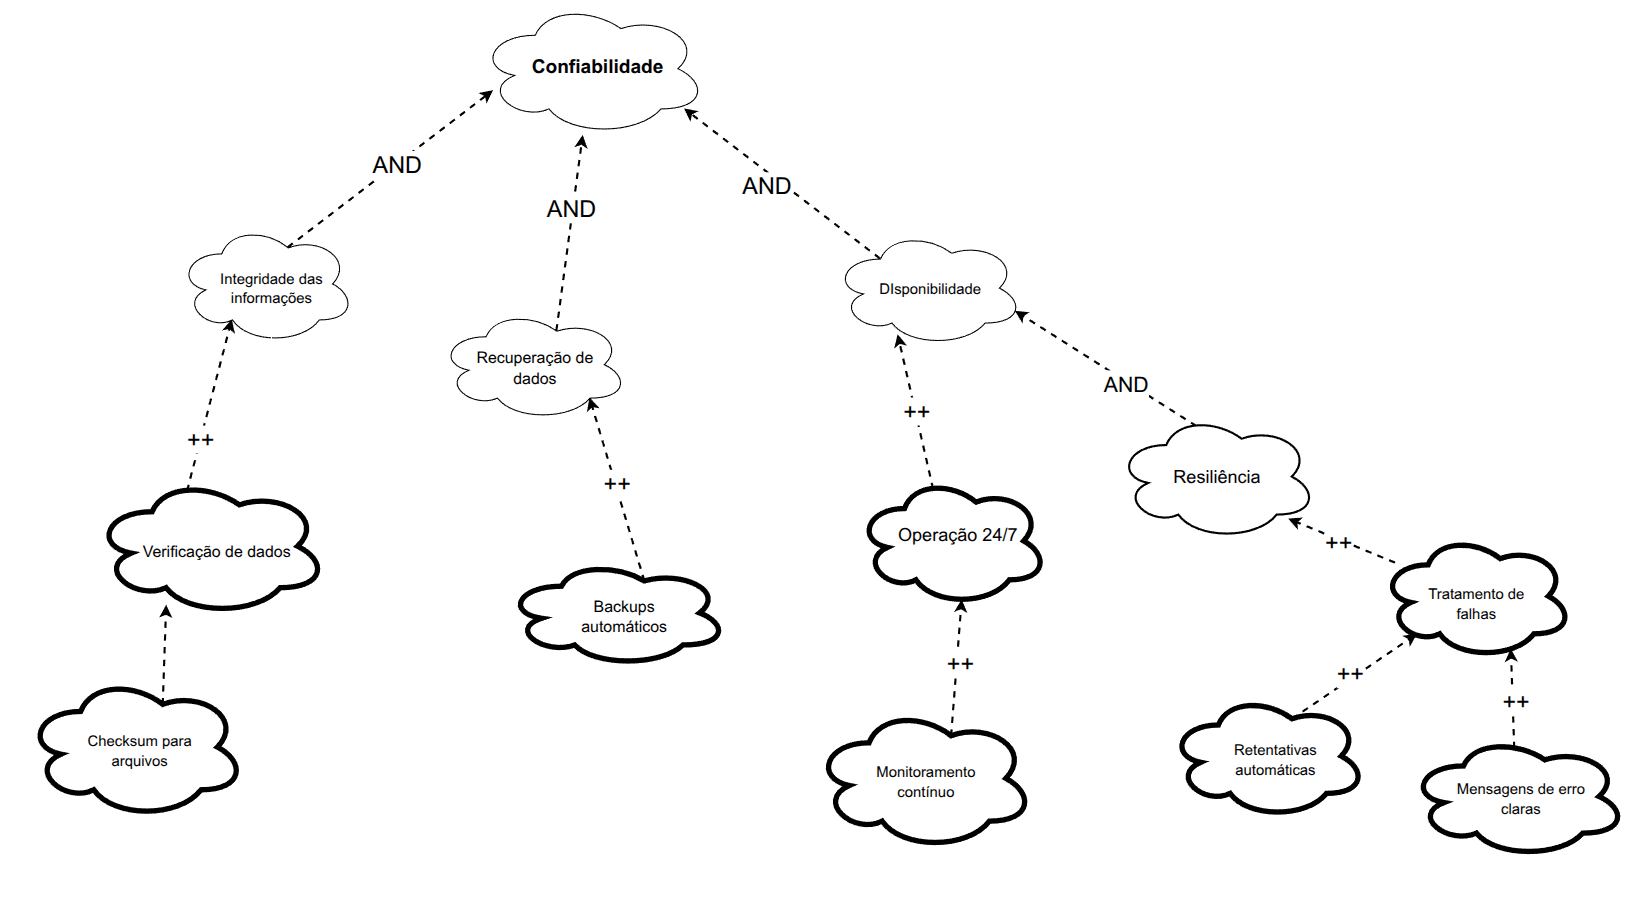 Confiabilidade
AND
AND
AND
Integridade das
informações
DIsponibilidade
Recuperação de
dados
AND
++
++
++
Resiliência
Verificação de dados
Operação 24/7
++
Backups
automáticos
Tratamento de
falhas
++
++
++
Checksum para
arquivos
Monitoramento
contínuo
Retentativas
automáticas
Mensagens de erro
claras